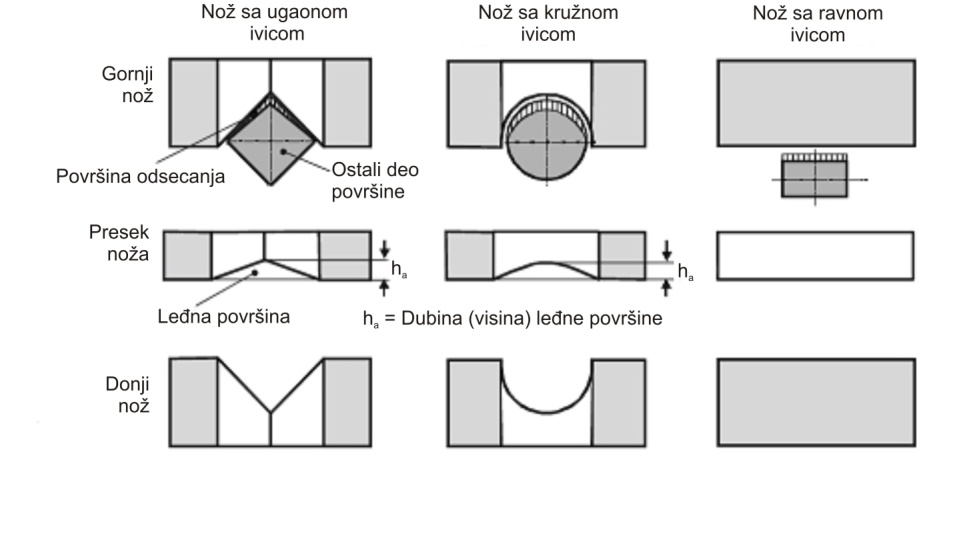 Nož sa ugaonom
ivicom
Nož sa kružnom
ivicom
Nož sa ravnom
ivicom
Gornji
nož
Površina odsecanja
Ostali deo
površine
Presek
noža
hₐ
hₐ
Leđna površina
hₐ = Dubina (visina) leđne površine
Donji
nož